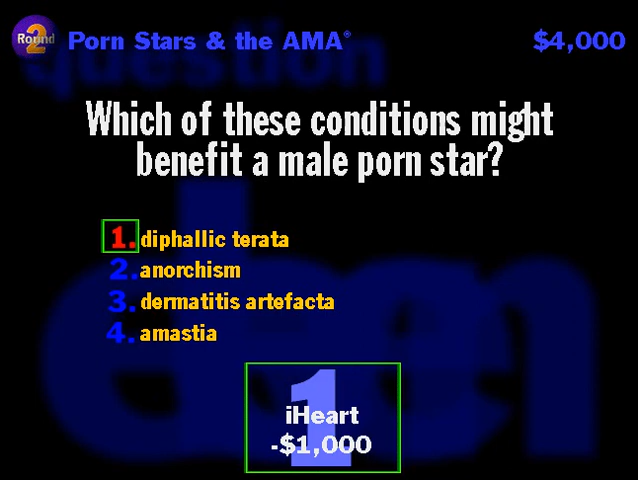 Round 2
Porn Stars & the AMA®
$4,000
question
Which of these conditions might
benefit a male porn star?
1. diphallic terata
2. anorchism
3. dermatitis artefacta
4. amastia
1
iHeart
-$1,000